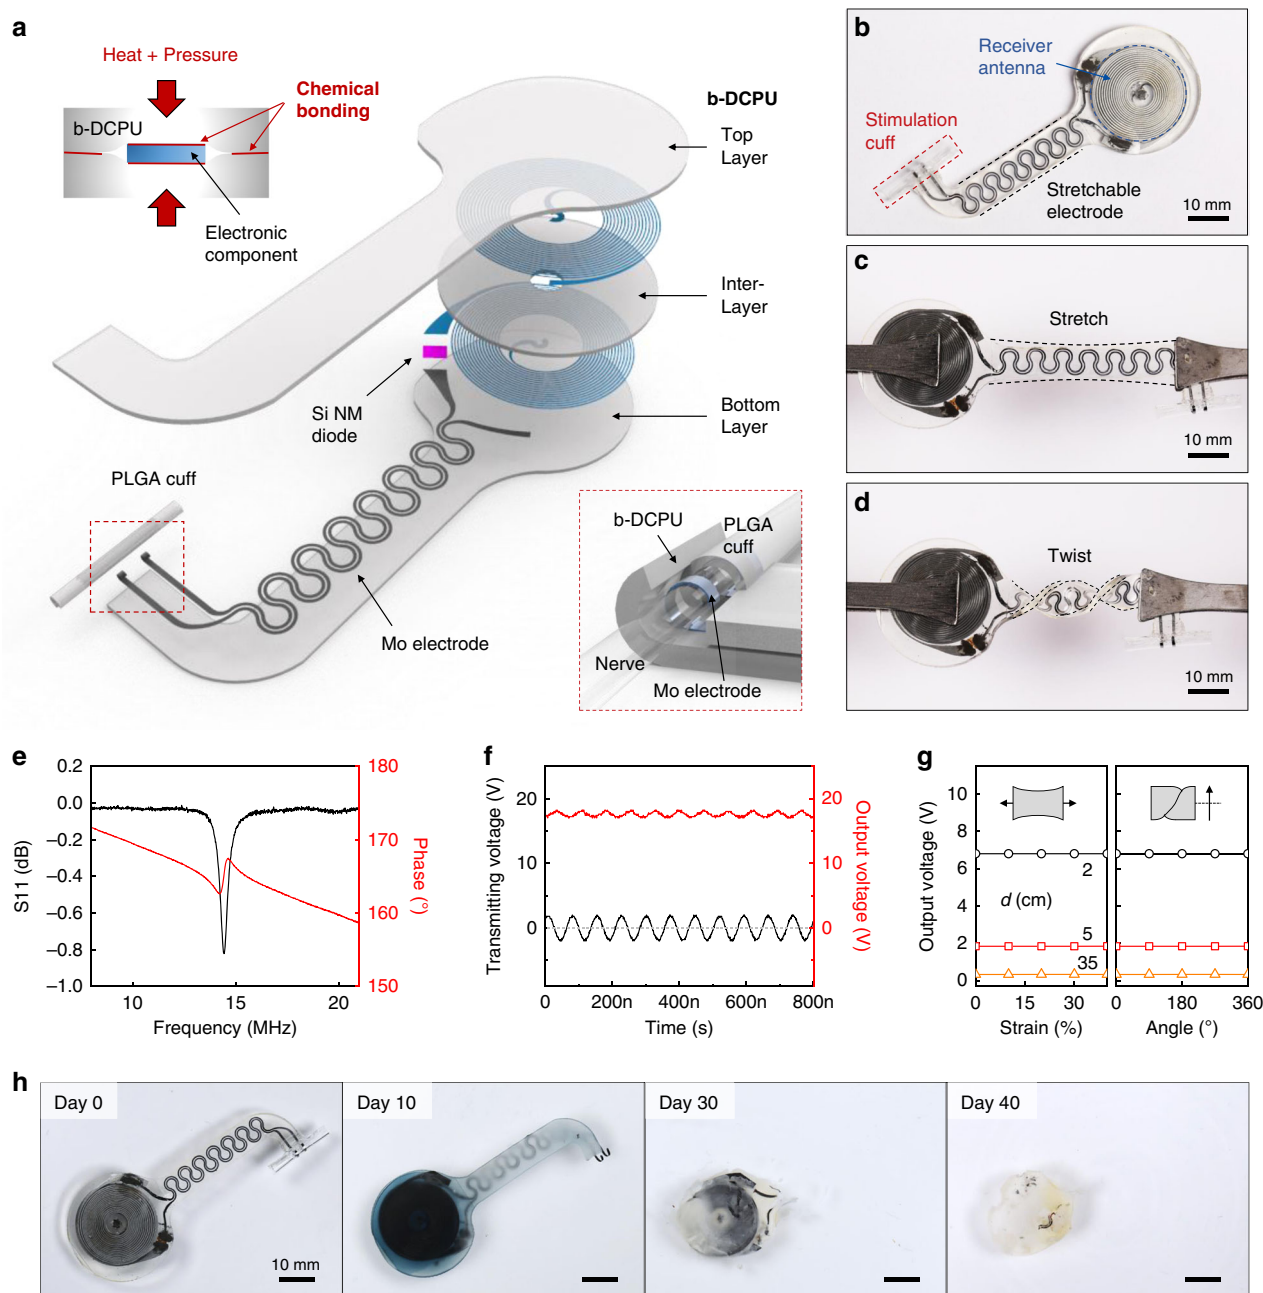 a
Heat + Pressure
Chemical
bonding
b-DCPU
Electronic
component
b-DCPU
Top
Layer
Inter-
Layer
Bottom
Layer
Si NM
diode
PLGA cuff
Mo electrode
b-DCPU
PLGA
cuff
Nerve
Mo electrode
b
Receiver
antenna
Stimulation
cuff
Stretchable
electrode
10 mm
c
Stretch
10 mm
d
Twist
10 mm
e
0.2
0.0
−0.2
−0.4
−0.6
−0.8
−1.0
S11 (dB)
10
15
20
Frequency (MHz)
180
170
160
150
Phase (°)
f
20
10
0
Transmitting voltage (V)
0
200n
400n
600n
800n
Time (s)
20
10
0
Output voltage (V)
g
10
8
6
4
2
0
Output voltage (V)
2
d (cm)
5
35
0
15
30
Strain (%)
0
180
360
Angle (°)
h
Day 0
10 mm
Day 10
Day 30
Day 40